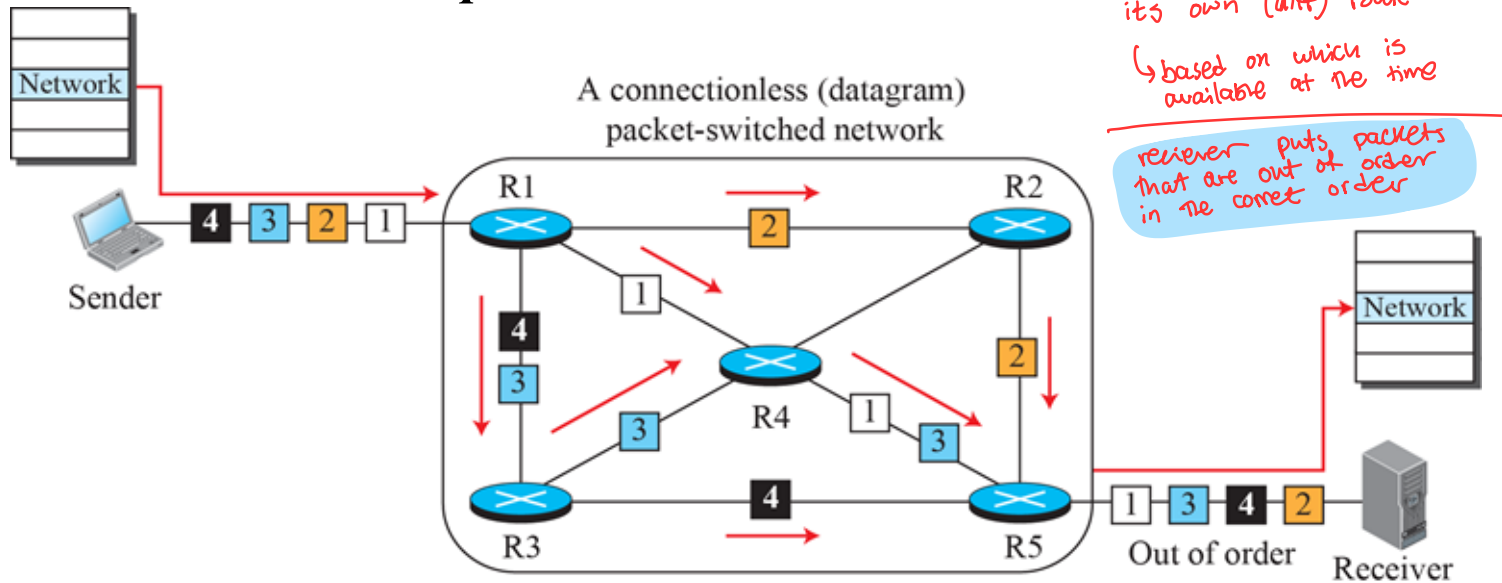 its own (diff) route
↳ based on which is
available at the time
Network
A connectionless (datagram)
packet-switched network
reciever puts packets
that are out of order
in the corret order
R1
R2
4 3 2 1
2
Sender
1
4
3
Network
2
R4
3
1
3
4
R3
R5
1 3 4 2
Out of order
Receiver